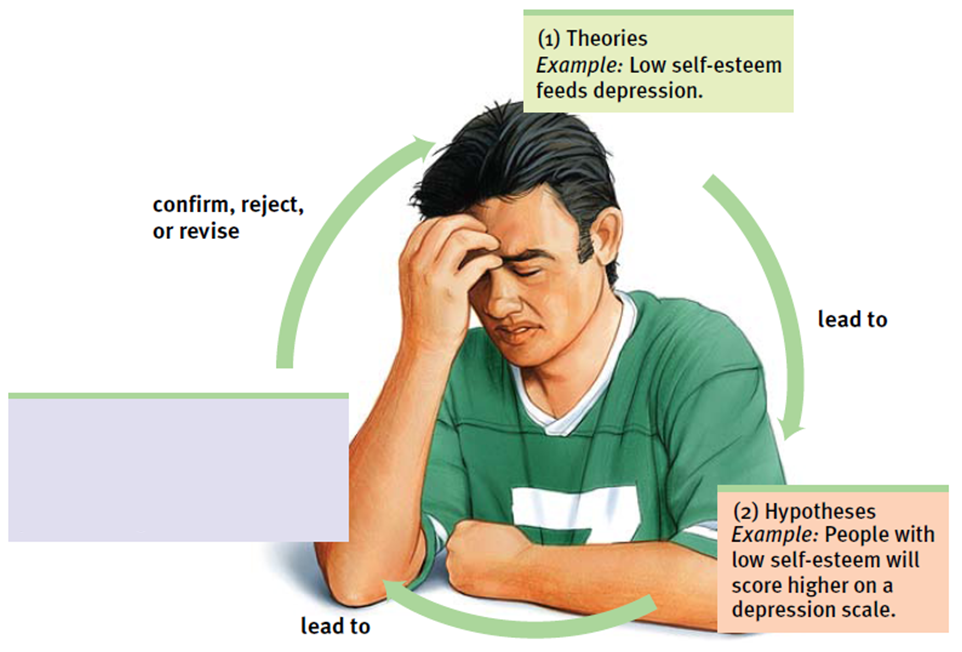 (1) Theories
Example: Low self-esteem
feeds depression.
confirm, reject,
or revise
lead to
(2) Hypotheses
Example: People with
low self-esteem will
score higher on a
depression scale.
lead to
7